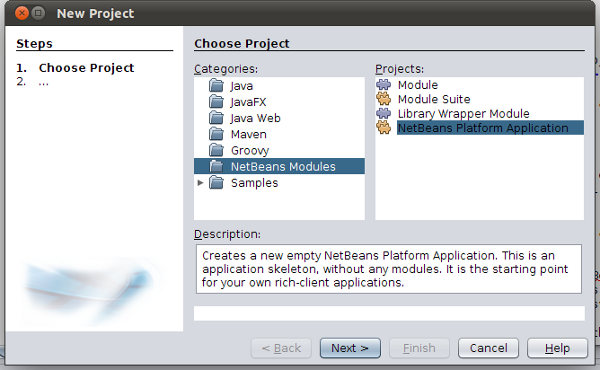 New Project
Steps
1. Choose Project
2. ...
Choose Project
Categories:
Java
JavaFX
Java Web
Maven
Groovy
NetBeans Modules
Samples
Projects:
Module
Module Suite
Library Wrapper Module
NetBeans Platform Application
Description:
Creates a new empty NetBeans Platform Application. This is an
application skeleton, without any modules. It is the starting point
for your own rich-client applications.
< Back
Next >
Finish
Cancel
Help